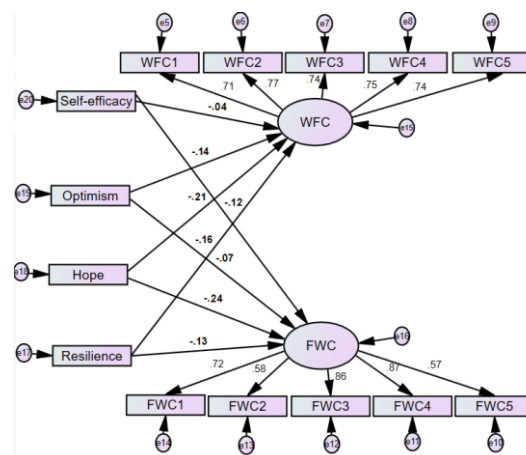 e5 e6 e7 e8 e9
WFC1 WFC2 WFC3 WFC4 WFC5
.71 .77 .74 .75 .74
e20 Self-efficacy
-.04
WFC
e15
-.14
e19 Optimism
-.21 -.12
-.16
-.07
e18 Hope
-.24
e17 Resilience
-.13
FWC
e16
.72 .58 .86 .87 .57
FWC1 FWC2 FWC3 FWC4 FWC5
e14 e13 e12 e11 e10